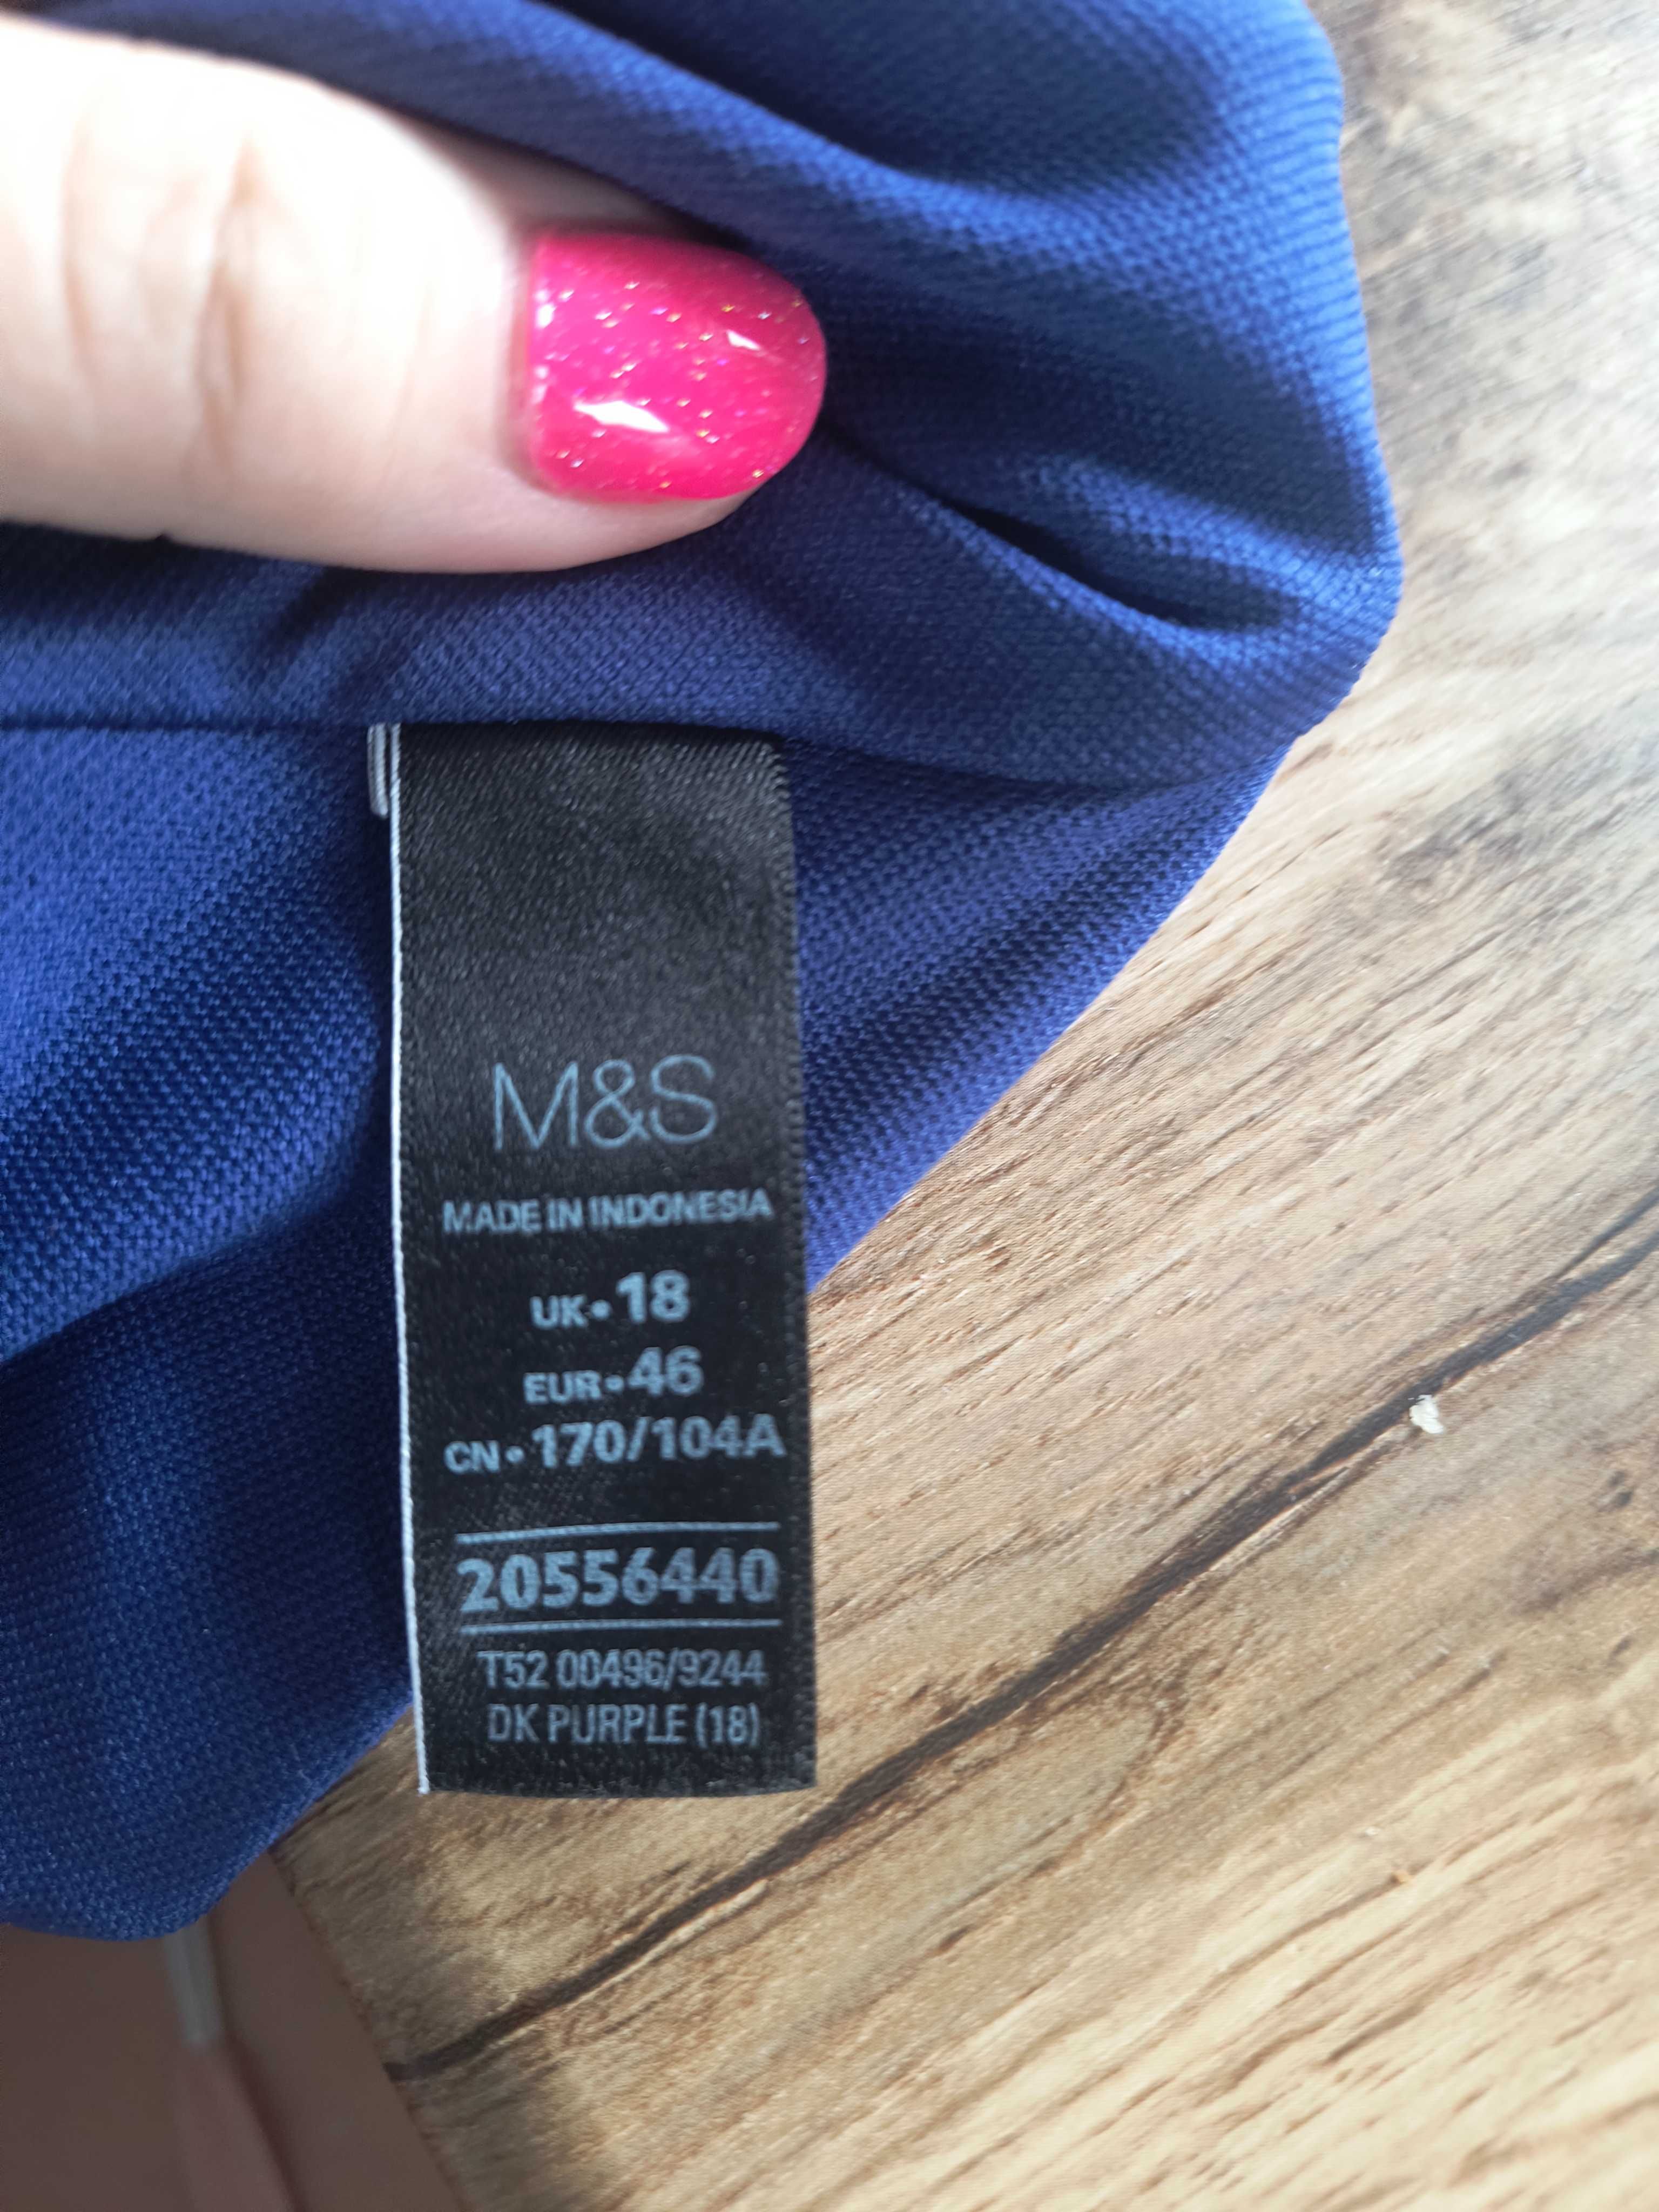 M&S
MADE IN INDONESIA
UK•18
EUR•46
CN•170/104A
20556440
T52 00496/9244
DK PURPLE (18)